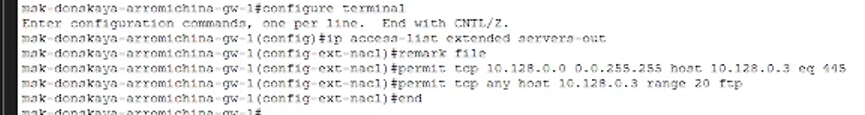 msk-donskaya-arromichina-gw-1#configure terminal
Enter configuration commands, one per line.  End with CNTL/Z.
msk-donskaya-arromichina-gw-1(config)#ip access-list extended servers-out
msk-donskaya-arromichina-gw-1(config-ext-nacl)#remark file
msk-donskaya-arromichina-gw-1(config-ext-nacl)#permit tcp 10.128.0.0 0.0.255.255 host 10.128.0.3 eq 445
msk-donskaya-arromichina-gw-1(config-ext-nacl)#permit tcp any host 10.128.0.3 range 20 ftp
msk-donskaya-arromichina-gw-1(config-ext-nacl)#end
msk-donskaya-arromichina-gw-1#